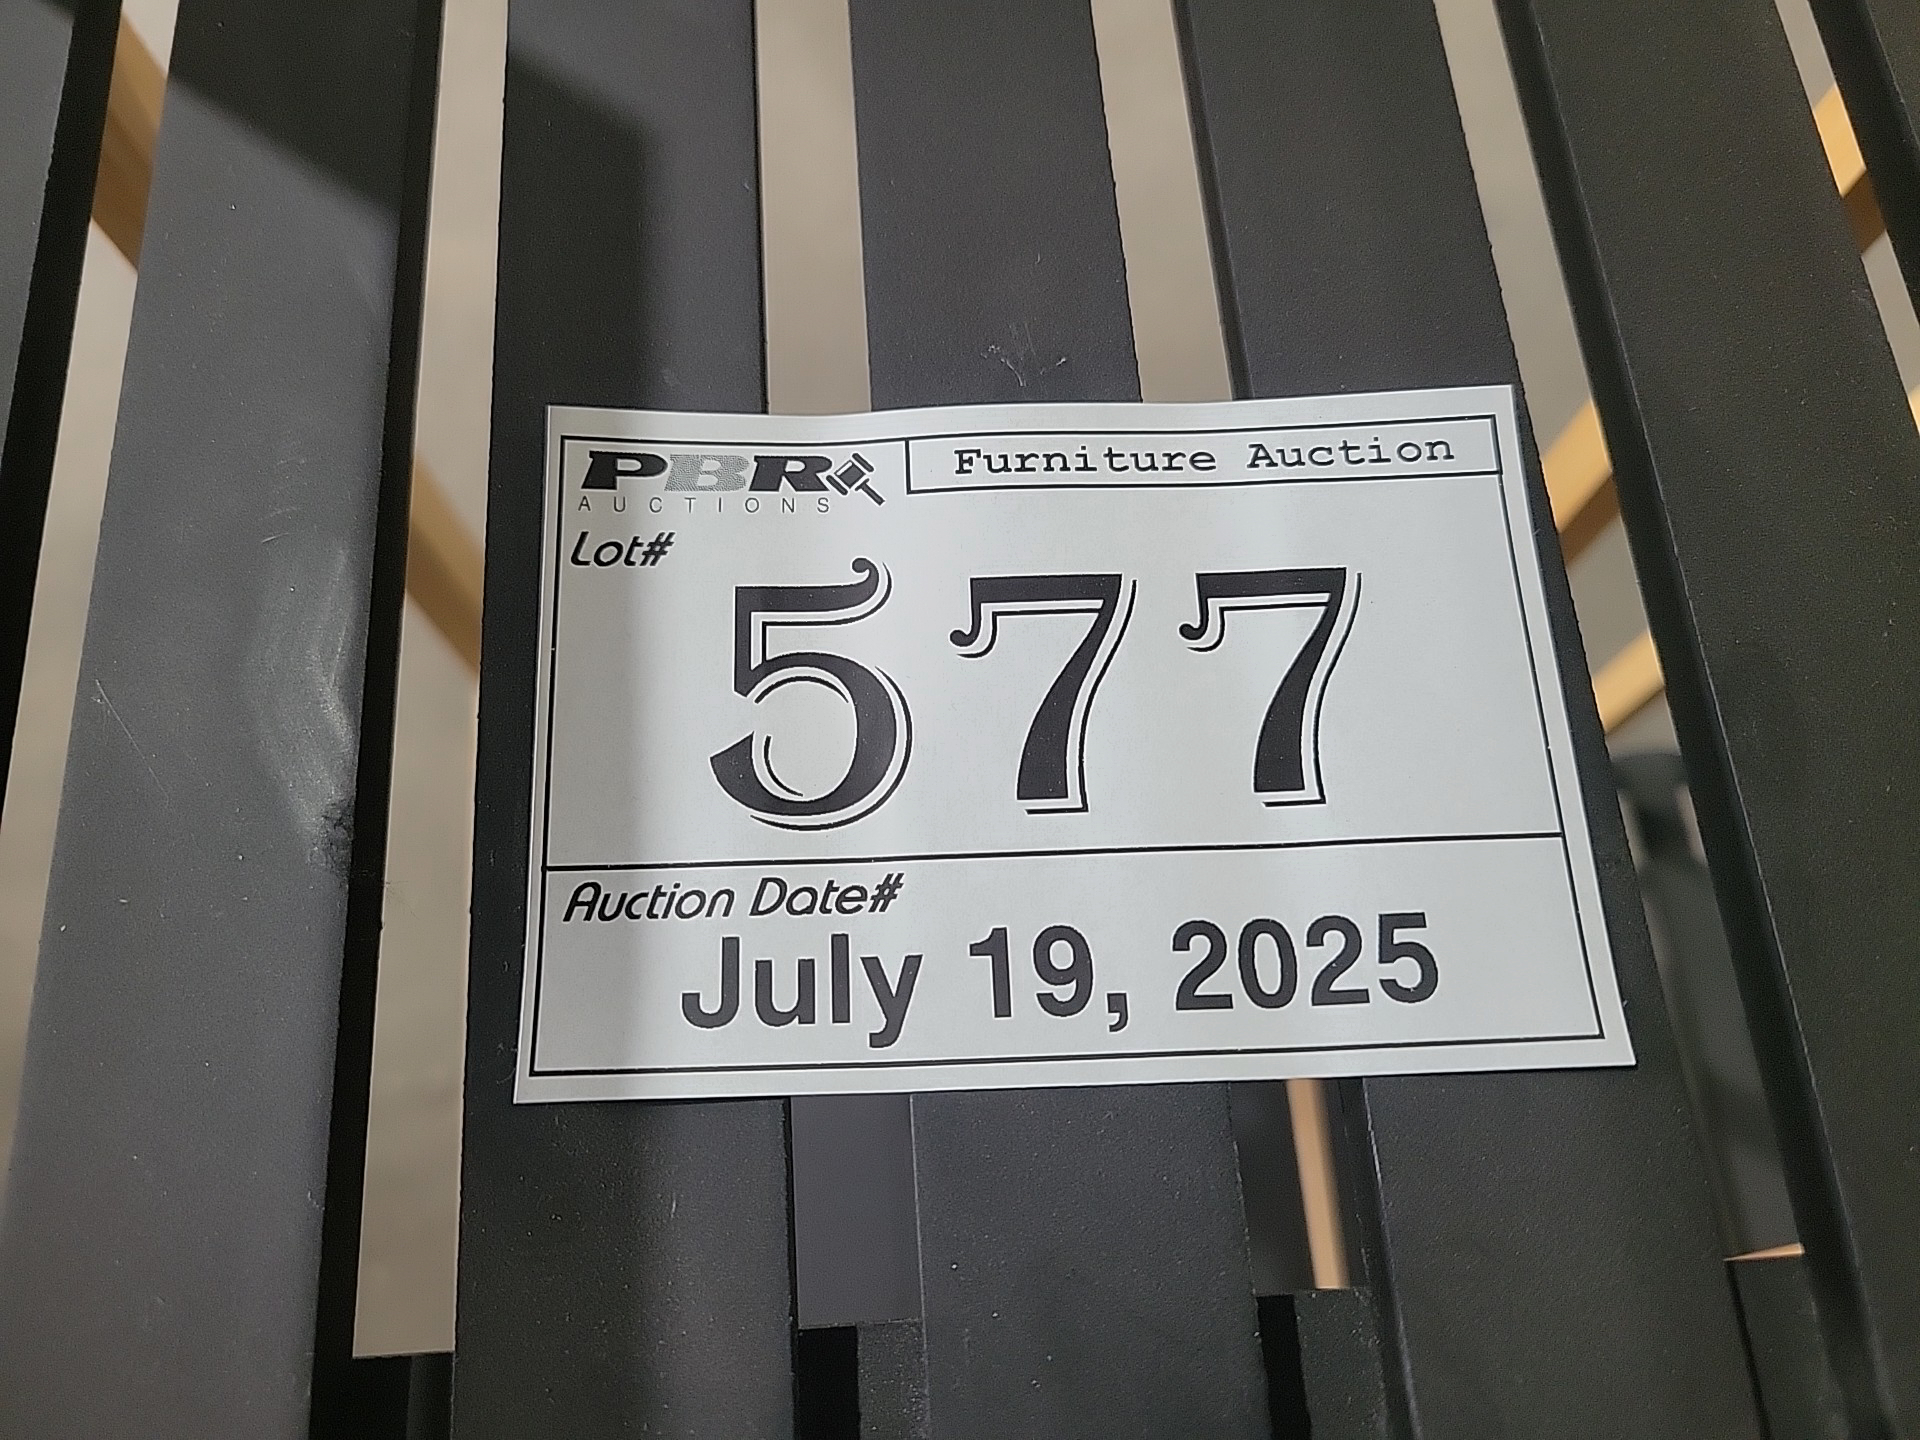 PBR
AUCTIONS
Furniture Auction
Lot#
577
Auction Date#
July 19, 2025